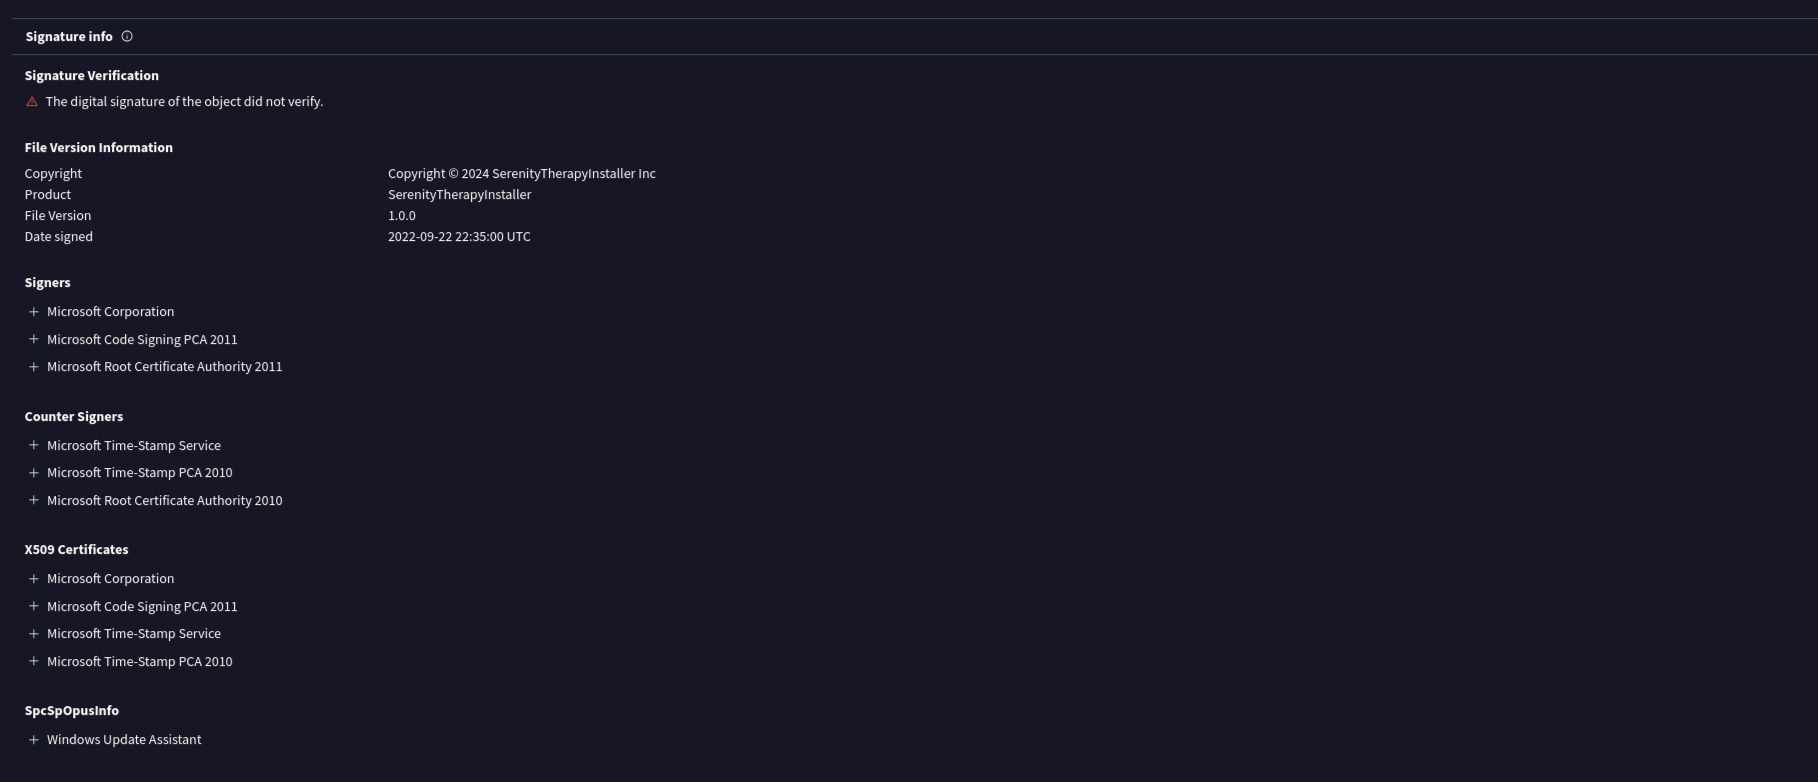 Signature info
Signature Verification
The digital signature of the object did not verify.
File Version Information
Copyright Copyright © 2024 SerenityTherapyInstaller Inc
Product SerenityTherapyInstaller
File Version 1.0.0
Date signed 2022-09-22 22:35:00 UTC
Signers
+ Microsoft Corporation
+ Microsoft Code Signing PCA 2011
+ Microsoft Root Certificate Authority 2011
Counter Signers
+ Microsoft Time-Stamp Service
+ Microsoft Time-Stamp PCA 2010
+ Microsoft Root Certificate Authority 2010
X509 Certificates
+ Microsoft Corporation
+ Microsoft Code Signing PCA 2011
+ Microsoft Time-Stamp Service
+ Microsoft Time-Stamp PCA 2010
SpcSpOpusInfo
+ Windows Update Assistant